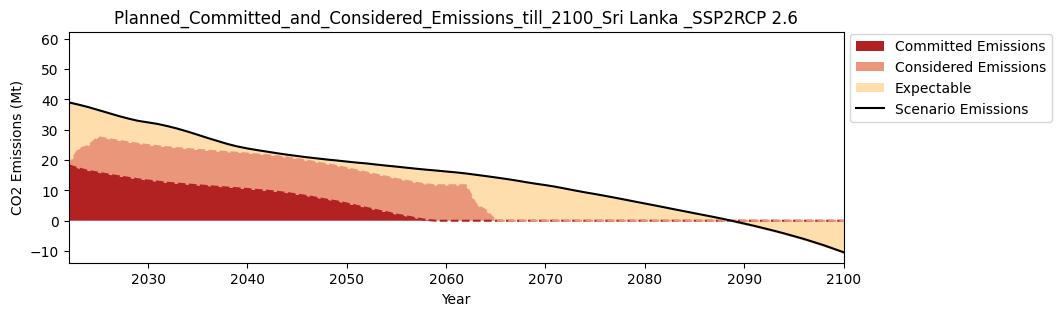 Planned_Committed_and_Considered_Emissions_till_2100_Sri Lanka _SSP2RCP 2.6
60
50
40
30
20
10
0
−10
CO2 Emissions (Mt)
2030
2040
2050
2060
2070
2080
2090
2100
Year
Committed Emissions
Considered Emissions
Expectable
Scenario Emissions